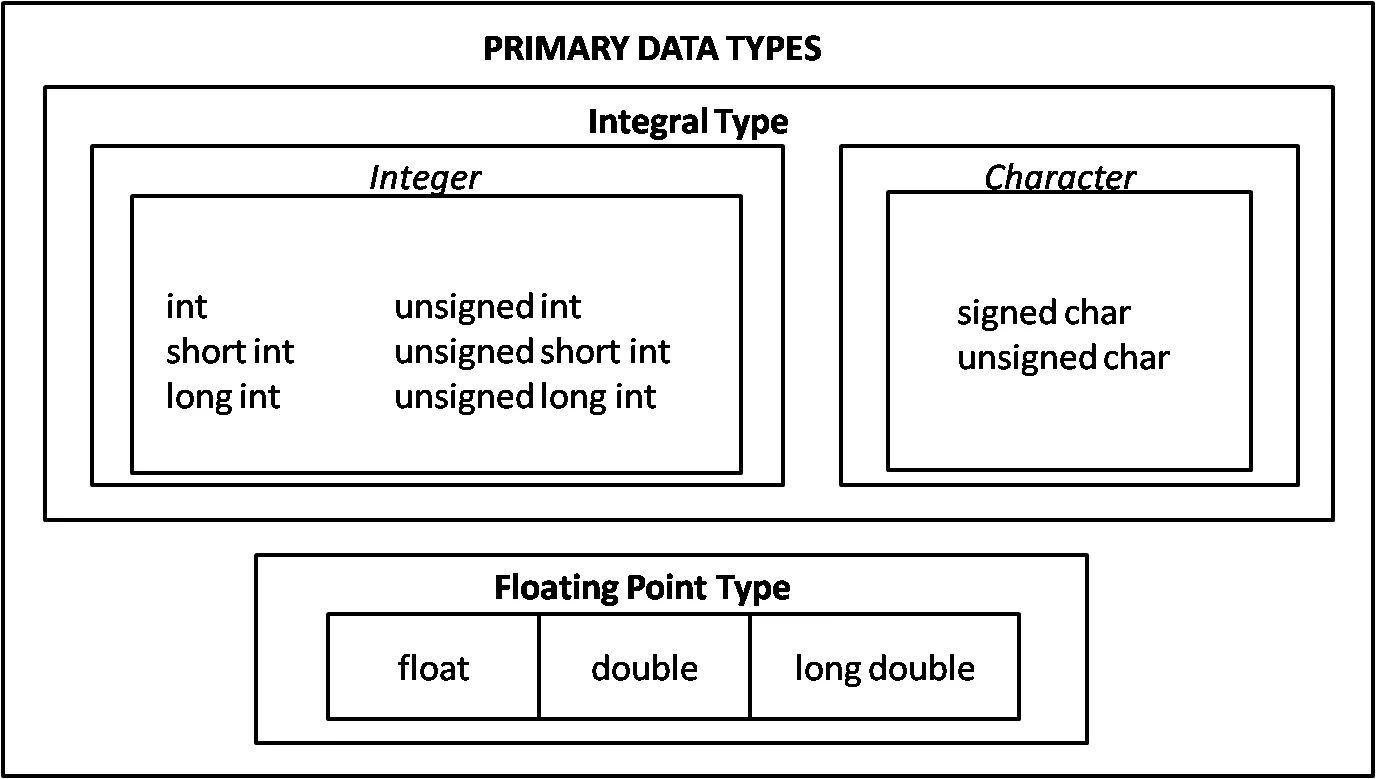 PRIMARY DATA TYPES
Integral Type
Integer
int unsigned int
short int unsigned short int
long int unsigned long int
Character
signed char
unsigned char
Floating Point Type
float double long double